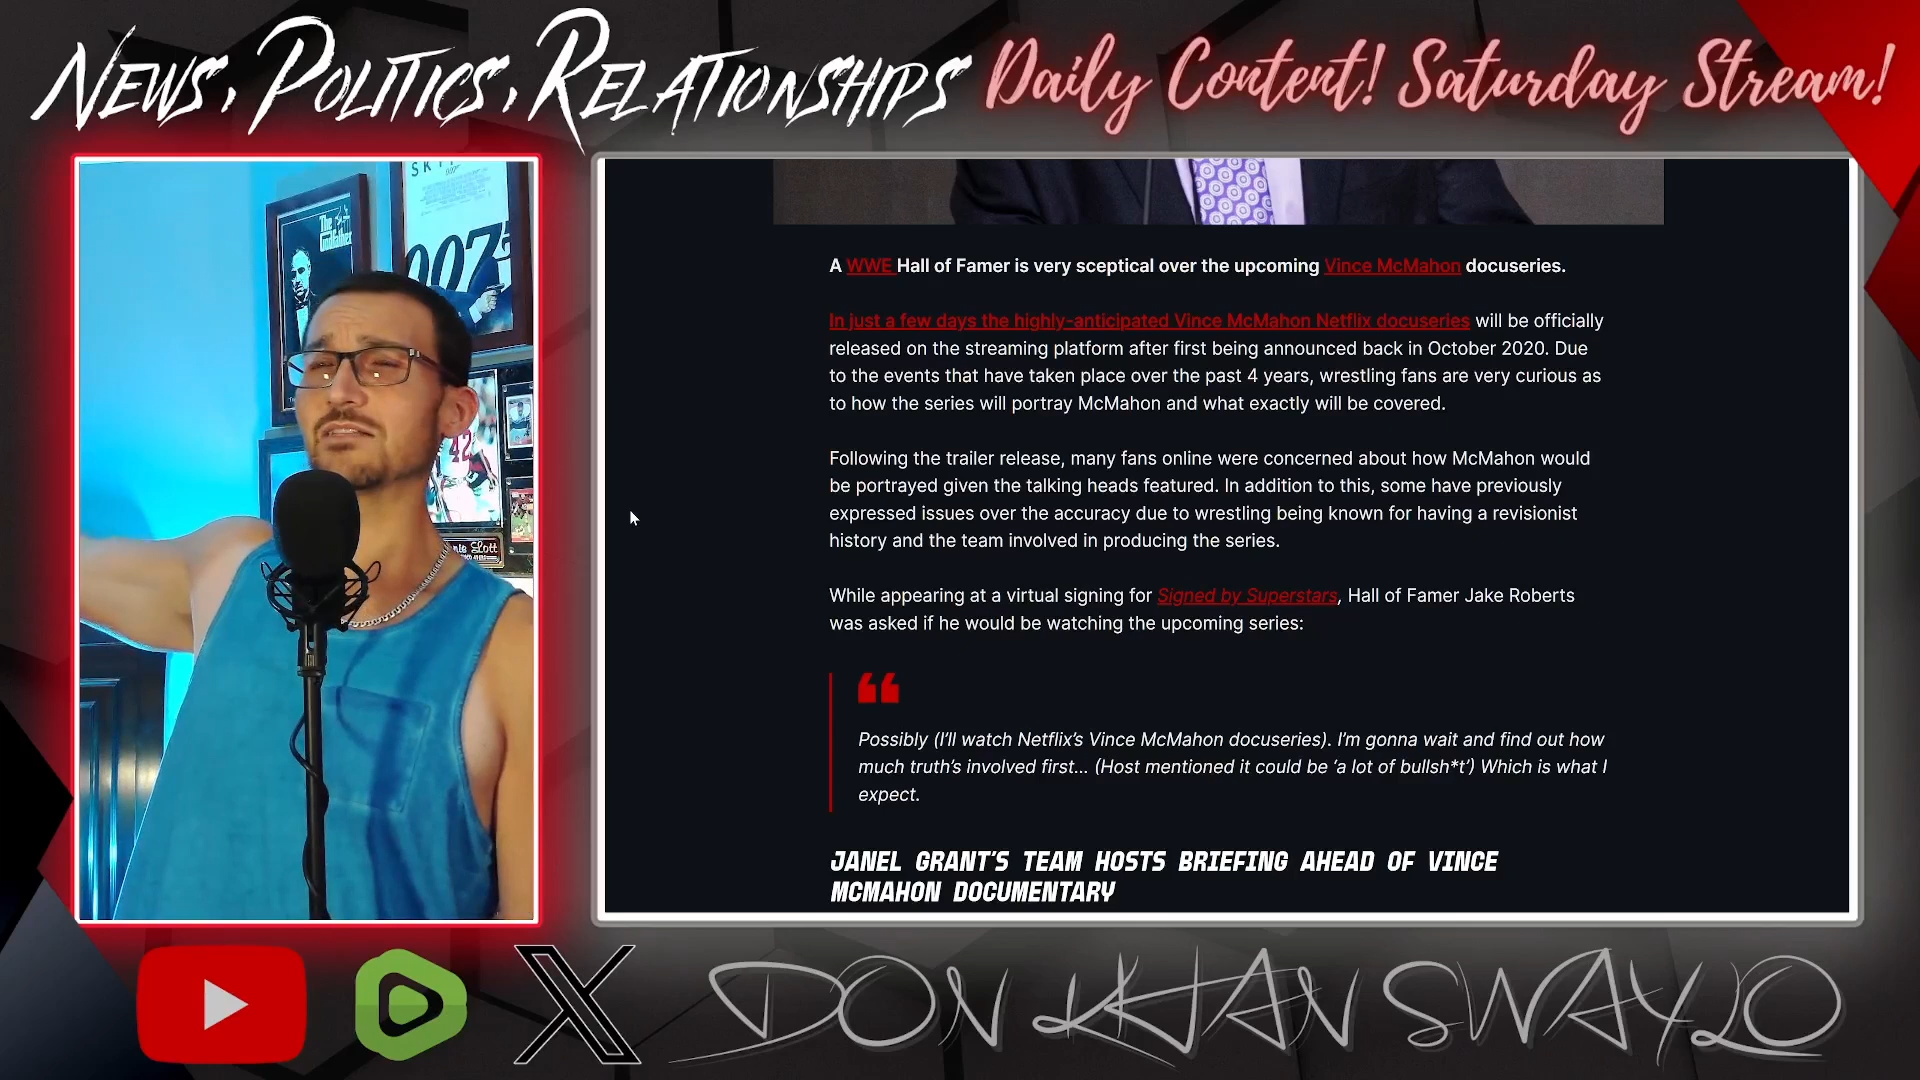 NEWS, POLITICS, RELATIONSHIPS Daily Content! Saturday Stream!
The Godfather
007
007
42
A WWE Hall of Famer is very sceptical over the upcoming Vince McMahon docuseries.
In just a few days the highly-anticipated Vince McMahon Netflix docuseries will be officially
released on the streaming platform after first being announced back in October 2020. Due
to the events that have taken place over the past 4 years, wrestling fans are very curious as
to how the series will portray McMahon and what exactly will be covered.
Following the trailer release, many fans online were concerned about how McMahon would
be portrayed given the talking heads featured. In addition to this, some have previously
expressed issues over the accuracy due to wrestling being known for having a revisionist
history and the team involved in producing the series.
While appearing at a virtual signing for Signed by Superstars, Hall of Famer Jake Roberts
was asked if he would be watching the upcoming series:
“
Possibly (I’ll watch Netflix’s Vince McMahon docuseries). I’m gonna wait and find out how
much truth’s involved first… (Host mentioned it could be ‘a lot of bullsh*t’) Which is what I
expect.
JANEL GRANT’S TEAM HOSTS BRIEFING AHEAD OF VINCE
MCMAHON DOCUMENTARY
X DON KHAN SWAYLO